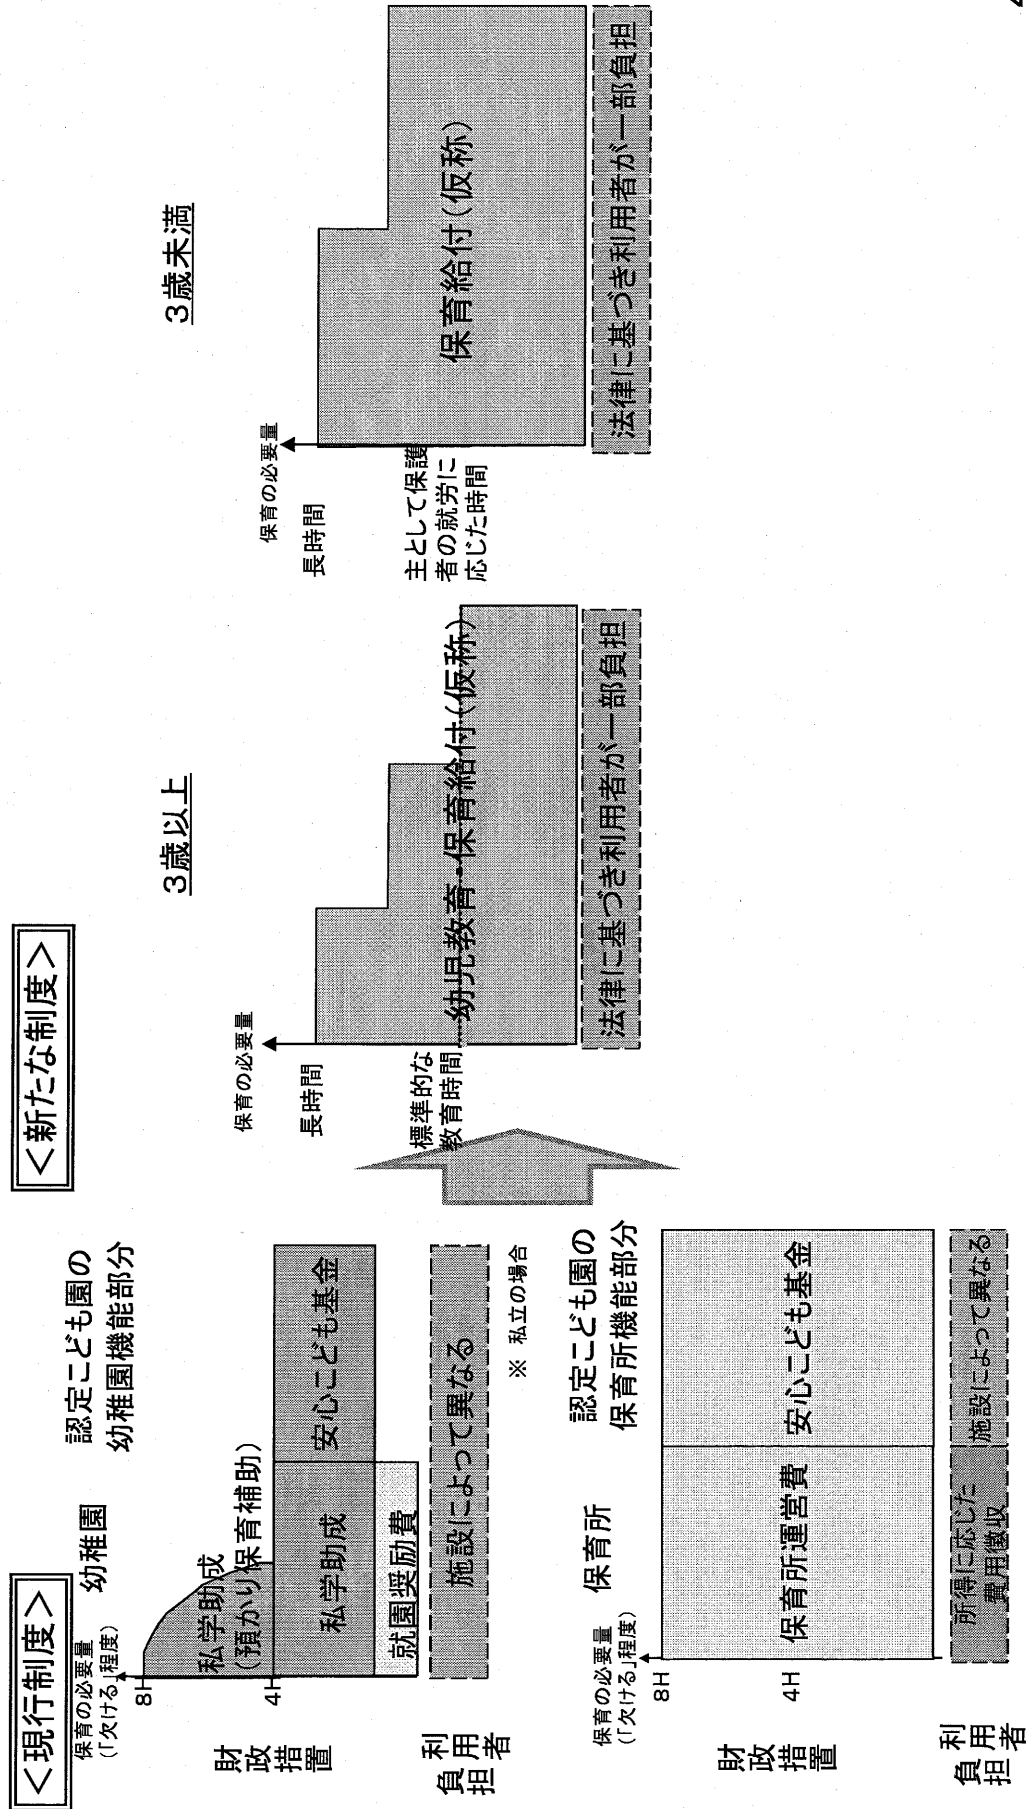 <現行制度>
保育の必要量
(「欠ける」程度)
8H
4H
財政措置
利用者負担
幼稚園
認定こども園の
幼稚園機能部分
私学助成
(預かり保育補助)
私学助成
安心こども基金
就園奨励費
施設によって異なる
※ 私立の場合
保育の必要量
(「欠ける」程度)
8H
4H
財政措置
利用者負担
保育所
認定こども園の
保育所機能部分
保育所運営費
安心こども基金
所得に応じた
費用徴収
施設によって異なる
<新たな制度>
3歳以上
保育の必要量
長時間
標準的な
教育時間
幼児教育・保育給付(仮称)
法律に基づき利用者が一部負担
3歳未満
保育の必要量
長時間
主として保護
者の就労に
応じた時間
保育給付(仮称)
法律に基づき利用者が一部負担